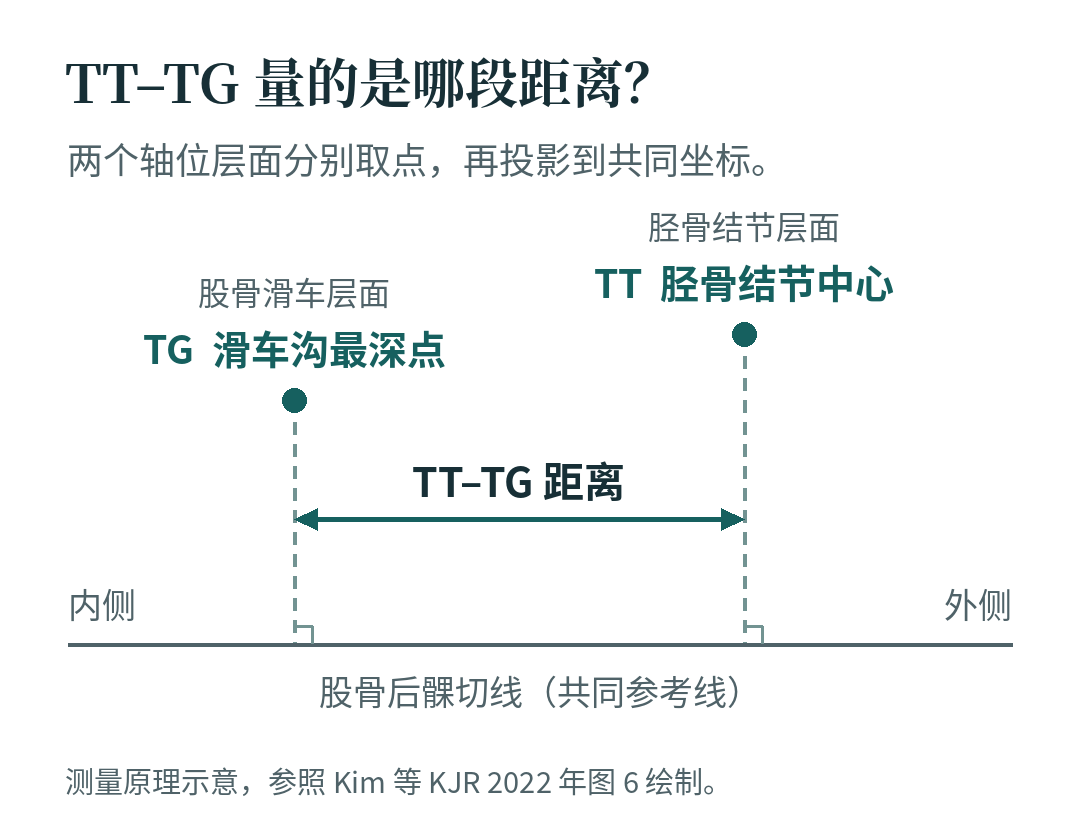 TT–TG 量的是哪段距离？
两个轴位层面分别取点，再投影到共同坐标。
胫骨结节层面
TT 胫骨结节中心
股骨滑车层面
TG 滑车沟最深点
TT–TG 距离
内侧
外侧
股骨后髁切线（共同参考线）
测量原理示意，参照 Kim 等 KJR 2022 年图 6 绘制。